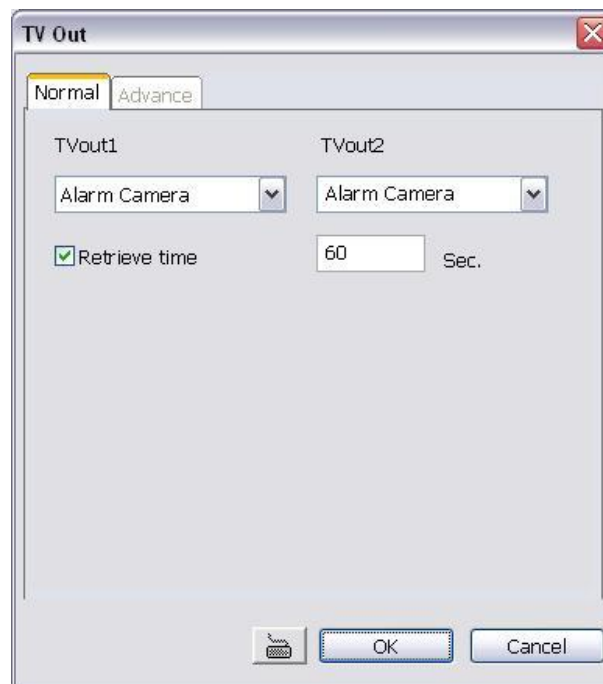 TV Out
Normal Advance
TVout1 TVout2
Alarm Camera Alarm Camera
Retrieve time 60 Sec.
OK Cancel